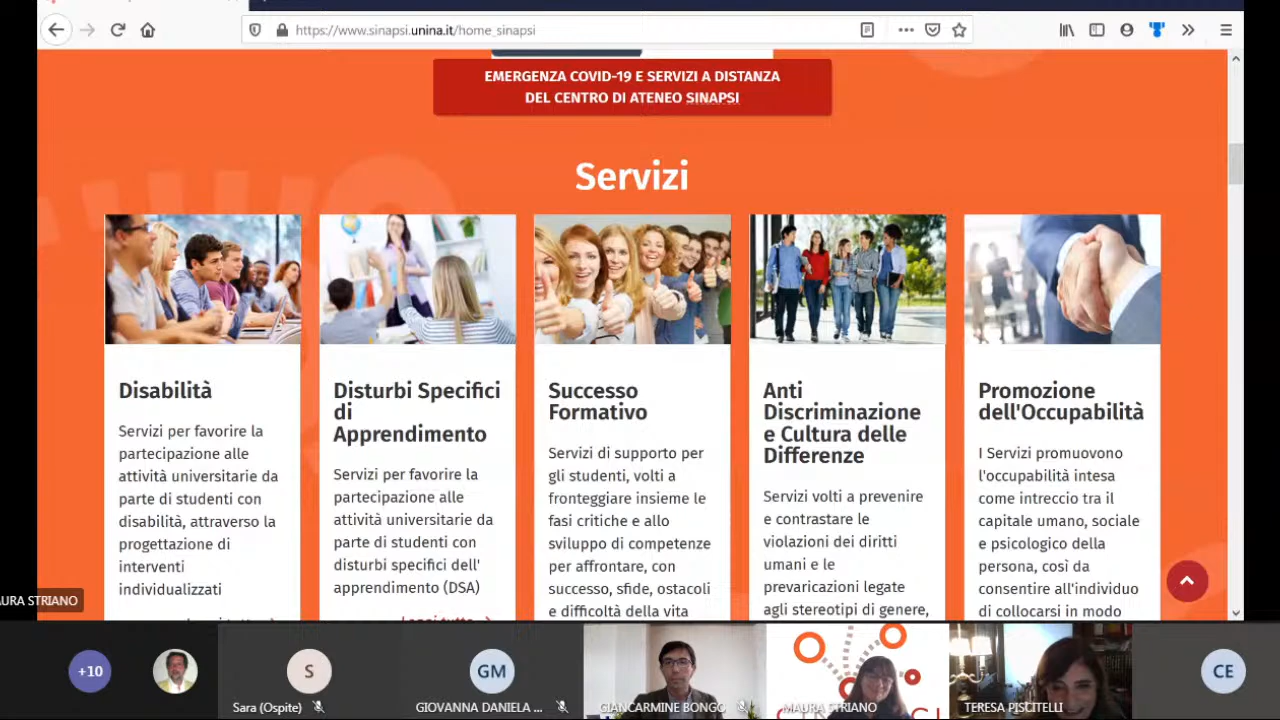 https://www.sinapsi.unina.it/home_sinapsi
EMERGENZA COVID-19 E SERVIZI A DISTANZA
DEL CENTRO DI ATENEO SINAPSI
Servizi
Disabilità
Servizi per favorire la
partecipazione alle
attività universitarie da
parte di studenti con
disabilità, attraverso la
progettazione di
interventi
individualizzati
Disturbi Specifici
di
Apprendimento
Servizi per favorire la
partecipazione alle
attività universitarie da
parte di studenti con
disturbi specifici dell'
apprendimento (DSA)
Successo
Formativo
Servizi di supporto per
gli studenti, volti a
fronteggiare insieme le
fasi critiche e allo
sviluppo di competenze
per affrontare, con
successo, sfide, ostacoli
e difficoltà della vita
Anti
Discriminazione
e Cultura delle
Differenze
Servizi volti a prevenire
e contrastare le
violazioni dei diritti
umani e le
prevaricazioni legate
agli stereotipi di genere,
Promozione
dell'Occupabilità
I Servizi promuovono
l'occupabilità intesa
come intreccio tra il
capitale umano, sociale
e psicologico della
persona, così da
consentire all'individuo
di collocarsi in modo
AURA STRIANO
+10
S
Sara (Ospite)
GM
GIOVANNA DANIELA ...
GIANCARMINE BONGO
MAURA STRIANO
TERESA PISCITELLI
CE